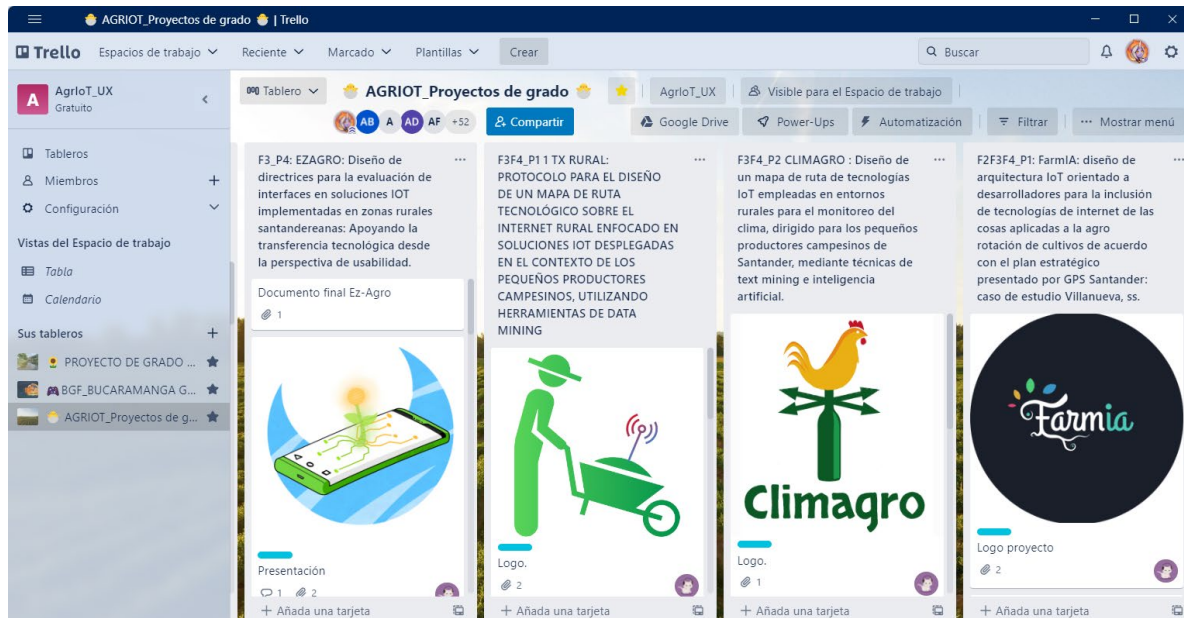 AGRIOT_Proyectos de grado | Trello
Trello Espacios de trabajo Reciente Marcado Plantillas Crear Buscar
A AgrIoT_UX
Gratuito
Tableros
Miembros
Configuración
Vistas del Espacio de trabajo
Tabla
Calendario
Sus tableros
PROYECTO DE GRADO ...
BGF_BUCARAMANGA G...
AGRIOT_Proyectos de g...
Tablero AGRIOT_Proyectos de grado AgrIoT_UX Visible para el Espacio de trabajo
AB A AD AF +52 Compartir Google Drive Power-Ups Automatización Filtrar ... Mostrar menú
F3_P4: EZAGRO: Diseño de
directrices para la evaluación de
interfaces en soluciones IOT
implementadas en zonas rurales
santandereanas: Apoyando la
transferencia tecnológica desde
la perspectiva de usabilidad.
Documento final Ez-Agro
1
Presentación
1 2
+ Añada una tarjeta
F3F4_P1 1 TX RURAL:
PROTOCOLO PARA EL DISEÑO
DE UN MAPA DE RUTA
TECNOLÓGICO SOBRE EL
INTERNET RURAL ENFOCADO EN
SOLUCIONES IOT DESPLEGADAS
EN EL CONTEXTO DE LOS
PEQUEÑOS PRODUCTORES
CAMPESINOS, UTILIZANDO
HERRAMIENTAS DE DATA
MINING
Logo.
2
+ Añada una tarjeta
F3F4_P2 CLIMAGRO : Diseño de
un mapa de ruta de tecnologías
IoT empleadas en entornos
rurales para el monitoreo del
clima, dirigido para los pequeños
productores campesinos de
Santander, mediante técnicas de
text mining e inteligencia
artificial.
Climagro
Logo.
1
+ Añada una tarjeta
F2F3F4_P1: FarmIA: diseño de
arquitectura IoT orientado a
desarrolladores para la inclusión
de tecnologías de internet de las
cosas aplicadas a la agro
rotación de cultivos de acuerdo
con el plan estratégico
presentado por GPS Santander:
caso de estudio Villanueva, ss.
Farmia
Logo proyecto
2
+ Añada una tarjeta